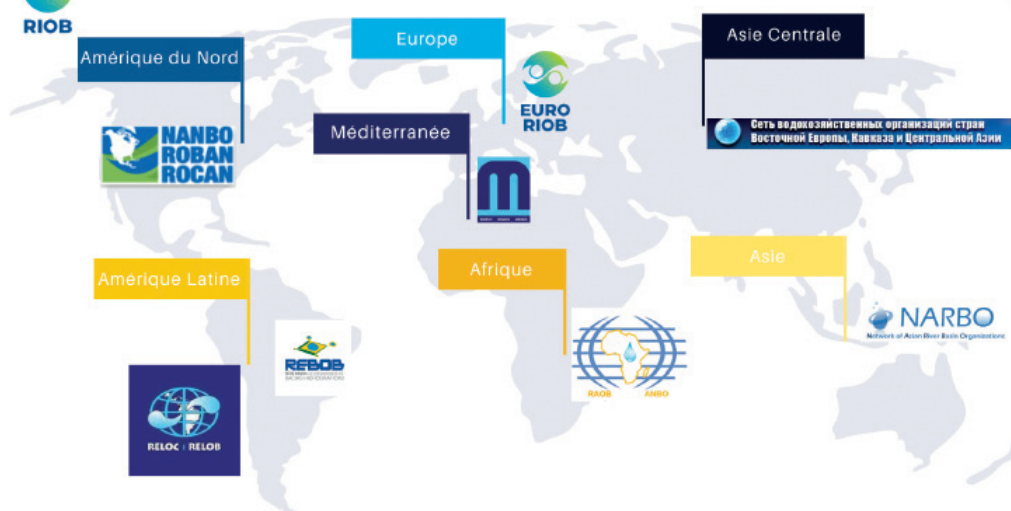 RIOB
Amérique du Nord
NANBO
ROBAN
ROCAN
Europe
EURO
RIOB
Méditerranée
Asie Centrale
Сеть водохозяйственных организаций стран
Восточной Европы, Кавказа и Центральной Азии
Amérique Latine
RELOC RELOB
REBOB
Afrique
RAOB ANBO
Asie
NARBO
Network of Asian River Basin Organizations